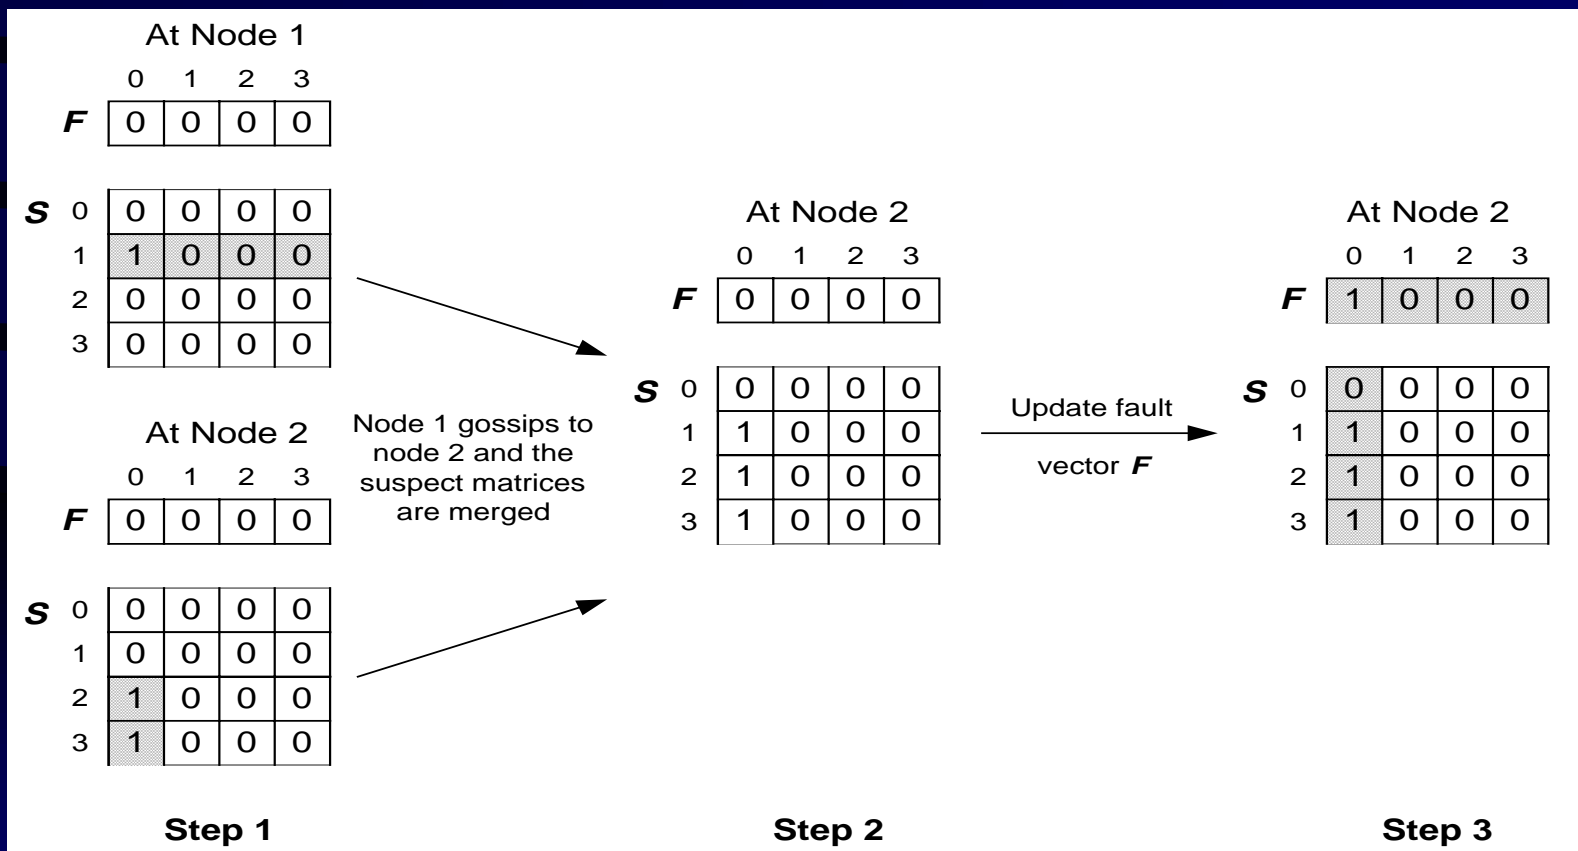 At Node 1
0 1 2 3
F 0 0 0 0
S 0 0 0 0 0
1 1 0 0 0
2 0 0 0 0
3 0 0 0 0
At Node 2
0 1 2 3
F 0 0 0 0
S 0 0 0 0 0
1 0 0 0 0
2 1 0 0 0
3 1 0 0 0
Step 1
Node 1 gossips to
node 2 and the
suspect matrices
are merged
At Node 2
0 1 2 3
F 0 0 0 0
S 0 0 0 0 0
1 1 0 0 0
2 1 0 0 0
3 1 0 0 0
Step 2
Update fault
vector F
At Node 2
0 1 2 3
F 1 0 0 0
S 0 0 0 0 0
1 1 0 0 0
2 1 0 0 0
3 1 0 0 0
Step 3